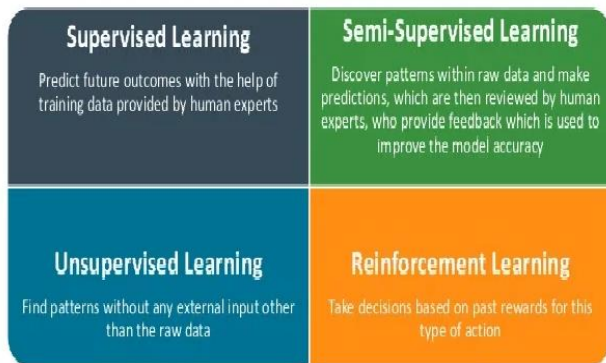 Supervised Learning
Predict future outcomes with the help of
training data provided by human experts
Semi-Supervised Learning
Discover patterns within raw data and make
predictions, which are then reviewed by human
experts, who provide feedback which is used to
improve the model accuracy
Unsupervised Learning
Find patterns without any external input other
than the raw data
Reinforcement Learning
Take decisions based on past rewards for this
type of action